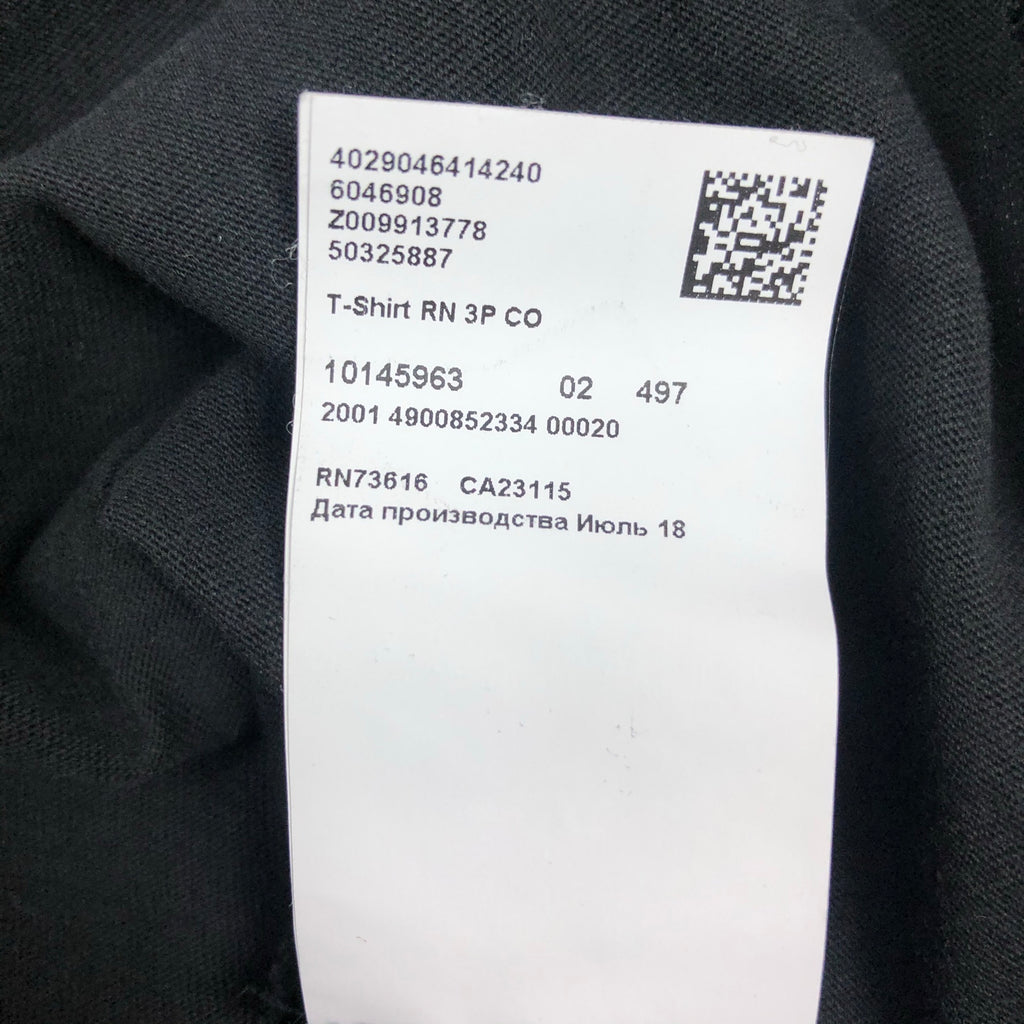 4029046414240
6046908
Z009913778
50325887
T-Shirt RN 3P CO
10145963 02 497
2001 4900852334 00020
RN73616 CA23115
Дата производства Июль 18